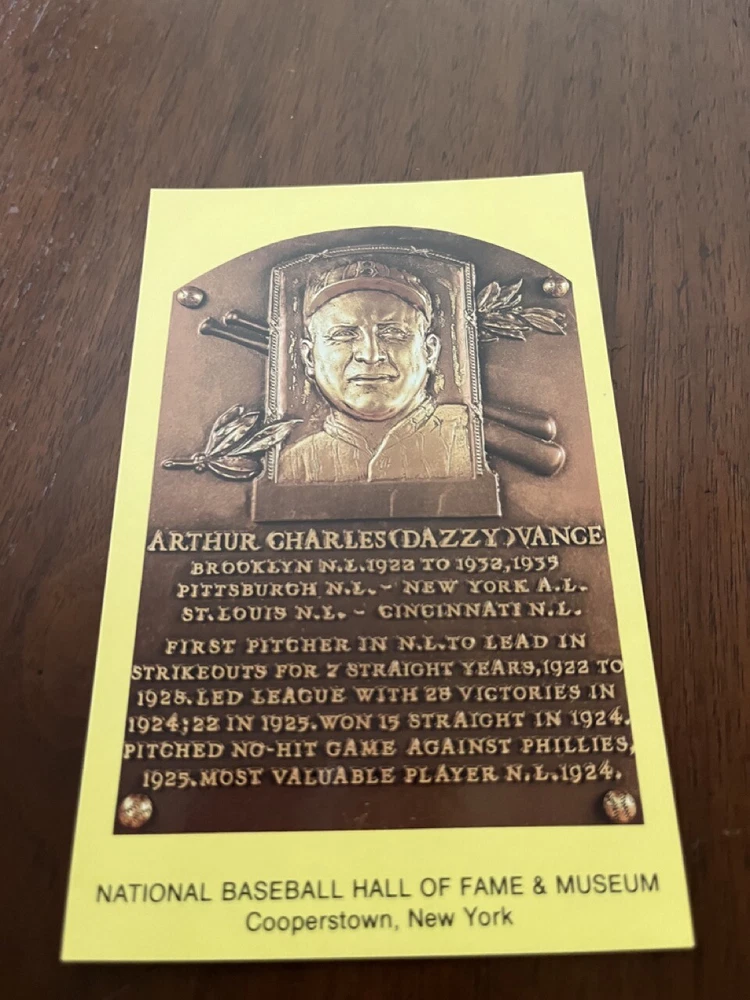 B
ARTHUR CHARLES(DAZZY)VANCE
BROOKLYN N.L.1922 TO 1932,1935
PITTSBURGH N.L. - NEW YORK A.L.
ST.LOUIS N.L. - CINCINNATI N.L.
FIRST PITCHER IN N.L.TO LEAD IN
STRIKEOUTS FOR 7 STRAIGHT YEARS,1922 TO
1928.LED LEAGUE WITH 28 VICTORIES IN
1924;22 IN 1925.WON 15 STRAIGHT IN 1924.
PITCHED NO-HIT GAME AGAINST PHILLIES,
1925.MOST VALUABLE PLAYER N.L.1924.
NATIONAL BASEBALL HALL OF FAME & MUSEUM
Cooperstown, New York